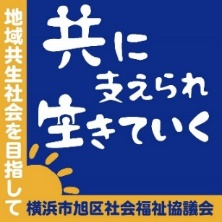 地域共生社会を目指して
共に
支えられ
生きていく
横浜市旭区社会福祉協議会